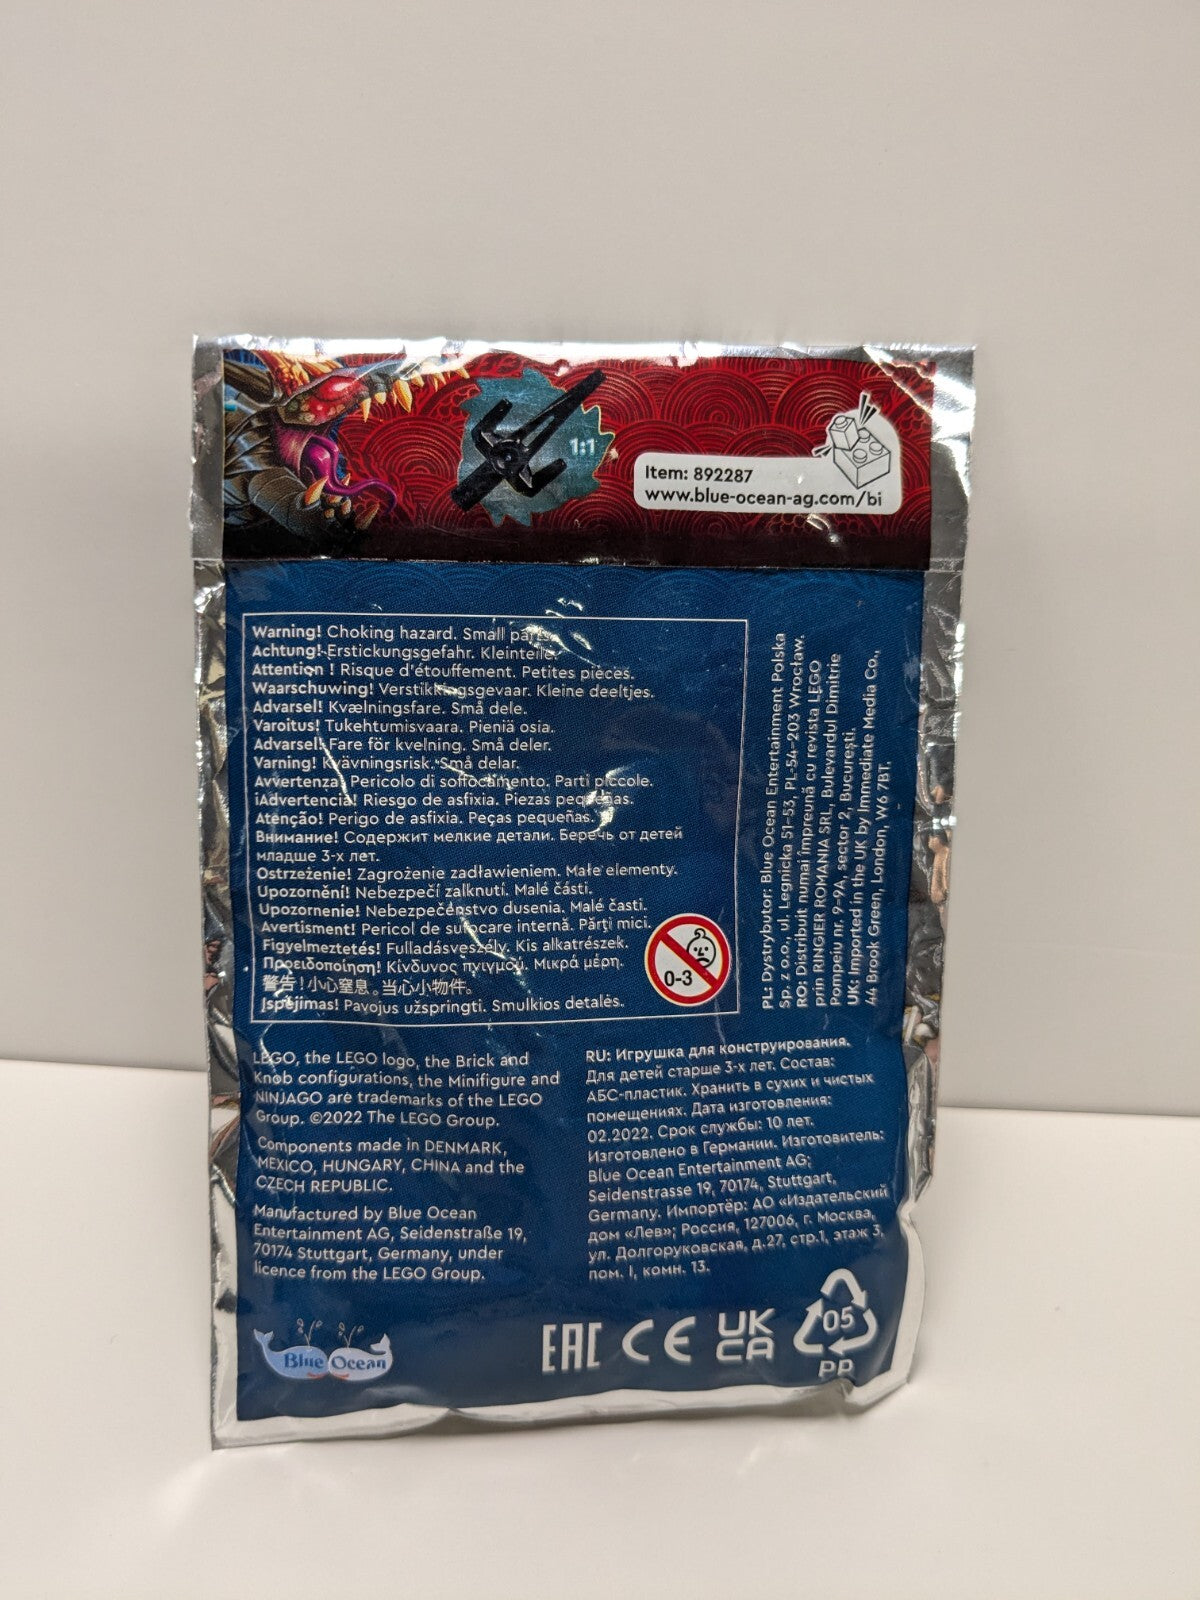 1:1
Item: 892287
www.blue-ocean-ag.com/bi
Warning! Choking hazard. Small parts.
Achtung! Erstickungsgefahr. Kleinteile.
Attention ! Risque d'étouffement. Petites pièces.
Waarschuwing! Verstikkingsgevaar. Kleine deeltjes.
Advarsel! Kvælningsfare. Små dele.
Varoitus! Tukehtumisvaara. Pieniä osia.
Advarsel! Fare för kvelning. Små deler.
Varning! Kvävningsrisk. Små delar.
Avvertenza! Pericolo di soffocamento. Parti piccole.
¡Advertencia! Riesgo de asfixia. Piezas pequeñas.
Atenção! Perigo de asfixia. Peças pequeñas.
Внимание! Содержит мелкие детали. Беречь от детей
младше 3-х лет.
Ostrzeżenie! Zagrożenie zadławieniem. Małe elementy.
Upozornění! Nebezpečí zalknutí. Malé části.
Upozornenie! Nebezpečenstvo dusenia. Malé časti.
Avertisment! Pericol de sufocare internă. Părți mici.
Figyelmeztetés! Fulladásveszély. Kis alkatrészek.
Προειδοποίηση! Κίνδυνος πνιγμού. Μικρά μέρη.
警告！小心窒息。当心小物件。
Įspėjimas! Pavojus užspringti. Smulkios detalės.
0-3
PL: Dystrybutor: Blue Ocean Entertainment Polska
Sp. z o.o., ul. Legnicka 51-53, PL-54-203 Wrocław.
RO: Distribuit numai împreună cu revista LEGO
prin RINGIER ROMANIA SRL, Bulevardul Dimitrie
Pompeiu nr. 9-9A, sector 2, București.
UK: Imported in the UK by Immediate Media Co.,
44 Brook Green, London, W6 7BT.
LEGO, the LEGO logo, the Brick and
Knob configurations, the Minifigure and
NINJAGO are trademarks of the LEGO
Group. ©2022 The LEGO Group.
Components made in DENMARK,
MEXICO, HUNGARY, CHINA and the
CZECH REPUBLIC.
Manufactured by Blue Ocean
Entertainment AG, Seidenstraße 19,
70174 Stuttgart, Germany, under
licence from the LEGO Group.
RU: Игрушка для конструирования.
Для детей старше 3-х лет. Состав:
АБС-пластик. Хранить в сухих и чистых
помещениях. Дата изготовления:
02.2022. Срок службы: 10 лет.
Изготовлено в Германии. Изготовитель:
Blue Ocean Entertainment AG;
Seidenstrasse 19, 70174, Stuttgart,
Germany. Импортёр: АО «Издательский
дом «Лев»; Россия, 127006, г. Москва,
ул. Долгоруковская, д.27, стр.1, этаж 3,
пом. I, комн. 13.
Blue Ocean
EAC CE UK
CA
05
PP